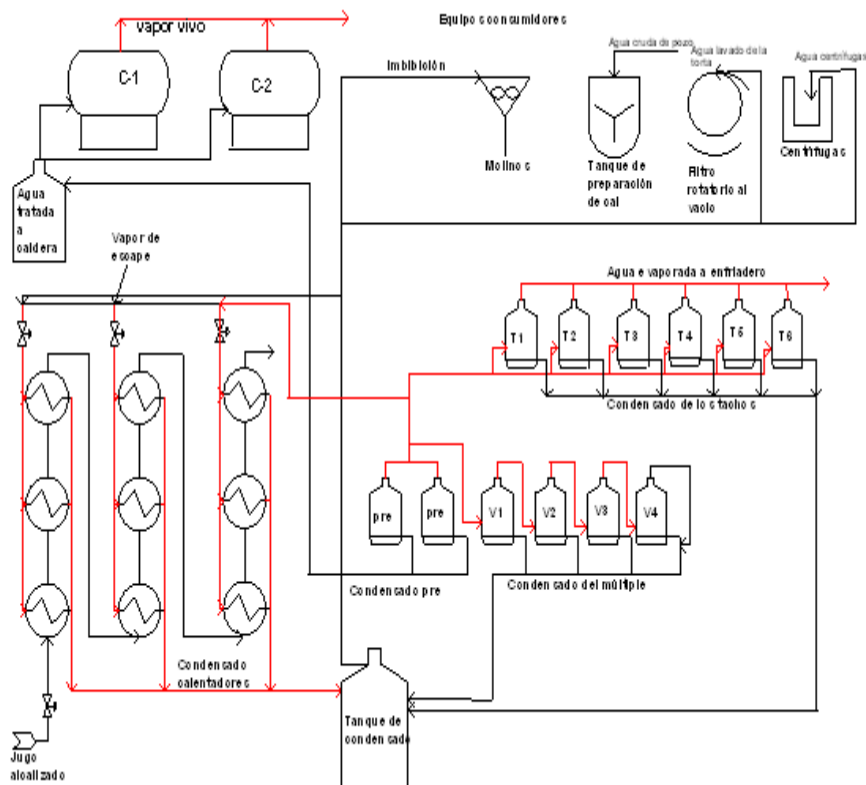 vapor vivo
Equipos consumidores
Agua cruda de pozo
Agua lavado de la
torta
Agua centrífugas
C-1
C-2
Imbibición
Molinos
Tanque de
preparación
de cal
Filtro
rotatorio al
vacio
Centrífugas
Agua
tratada
a
caldera
Vapor de
escape
Agua evaporada a enfriadero
T1
T2
T3
T4
T5
T6
Condensado de los tachos
pre
pre
V1
V2
V3
V4
Condensado pre
Condensado del múltiple
Condensado
calentadores
Tanque de
condensado
Jugo
alcalizado